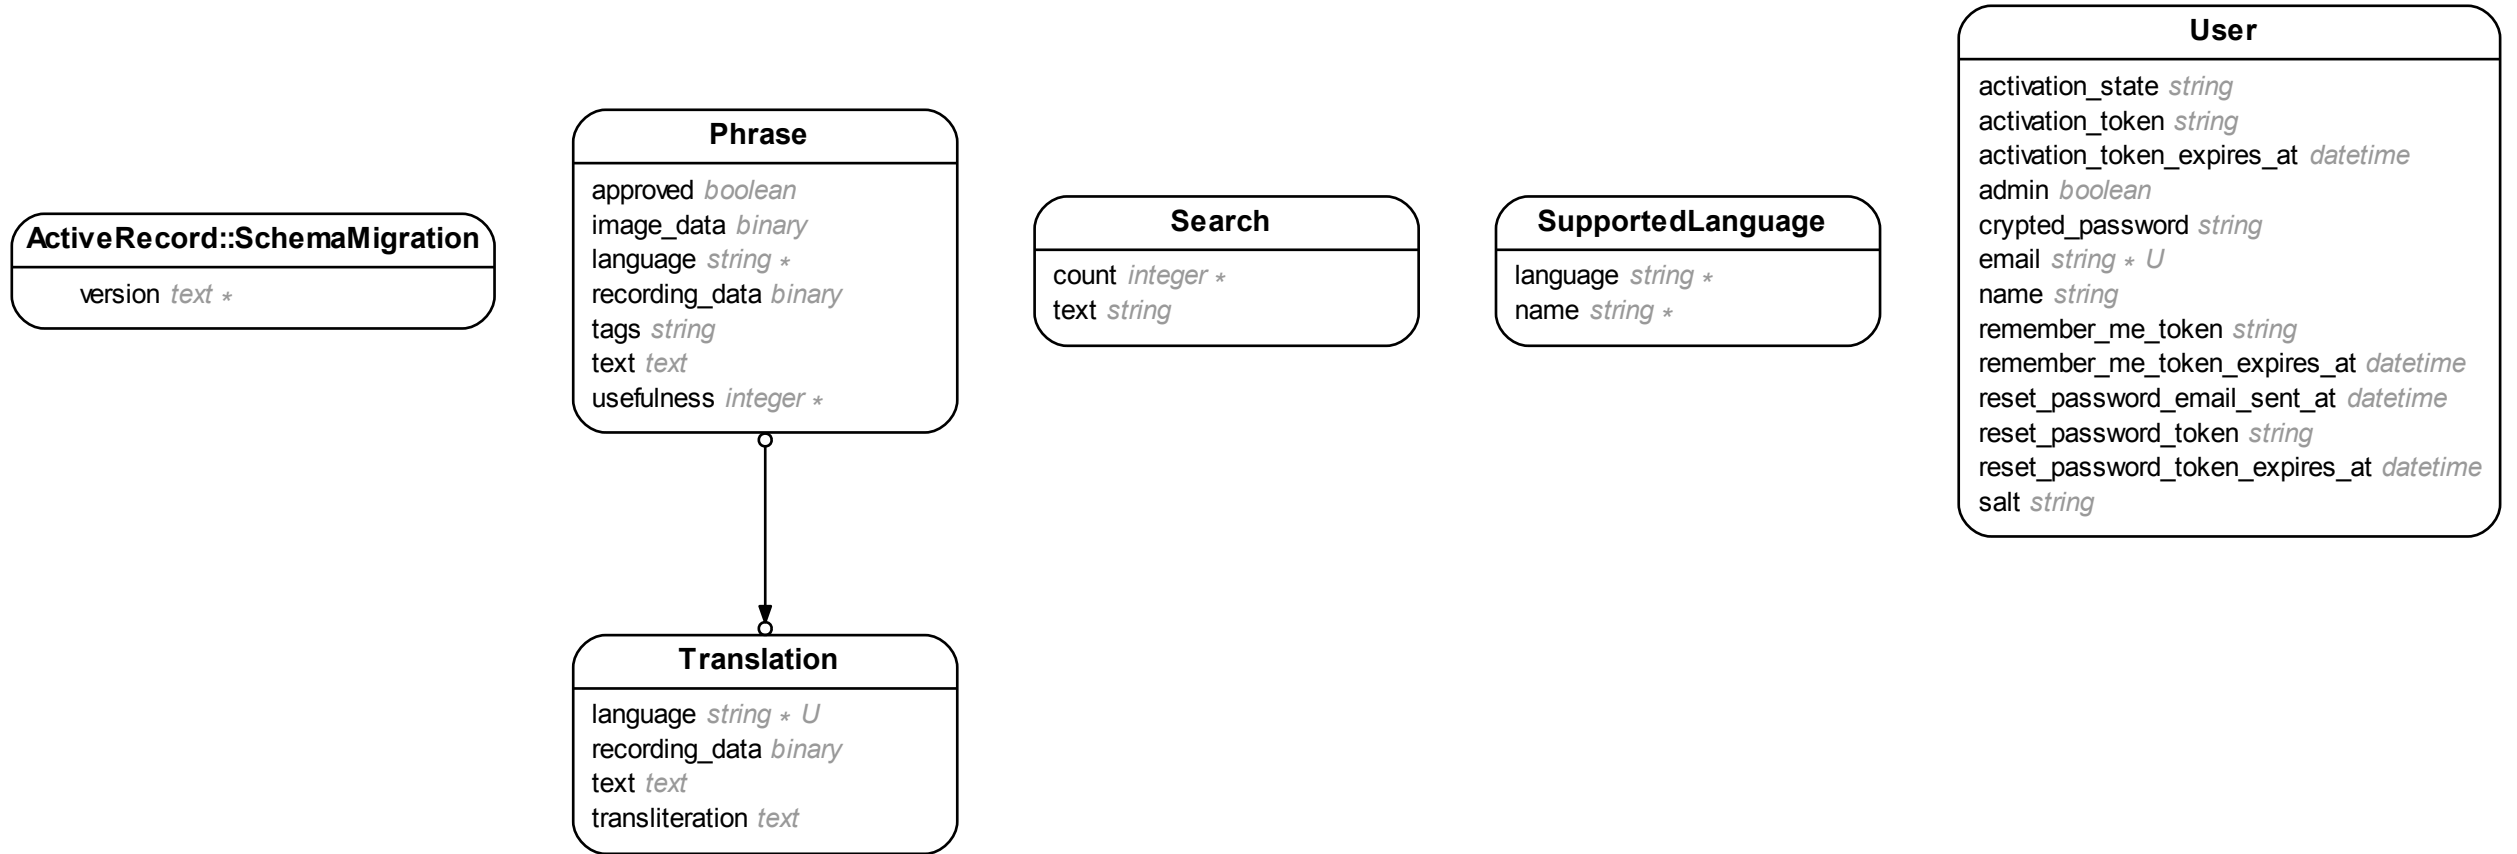 ActiveRecord::SchemaMigration
version text *
Phrase
approved boolean
image_data binary
language string *
recording_data binary
tags string
text text
usefulness integer *
Translation
language string * U
recording_data binary
text text
transliteration text
Search
count integer *
text string
SupportedLanguage
language string *
name string *
User
activation_state string
activation_token string
activation_token_expires_at datetime
admin boolean
crypted_password string
email string * U
name string
remember_me_token string
remember_me_token_expires_at datetime
reset_password_email_sent_at datetime
reset_password_token string
reset_password_token_expires_at datetime
salt string